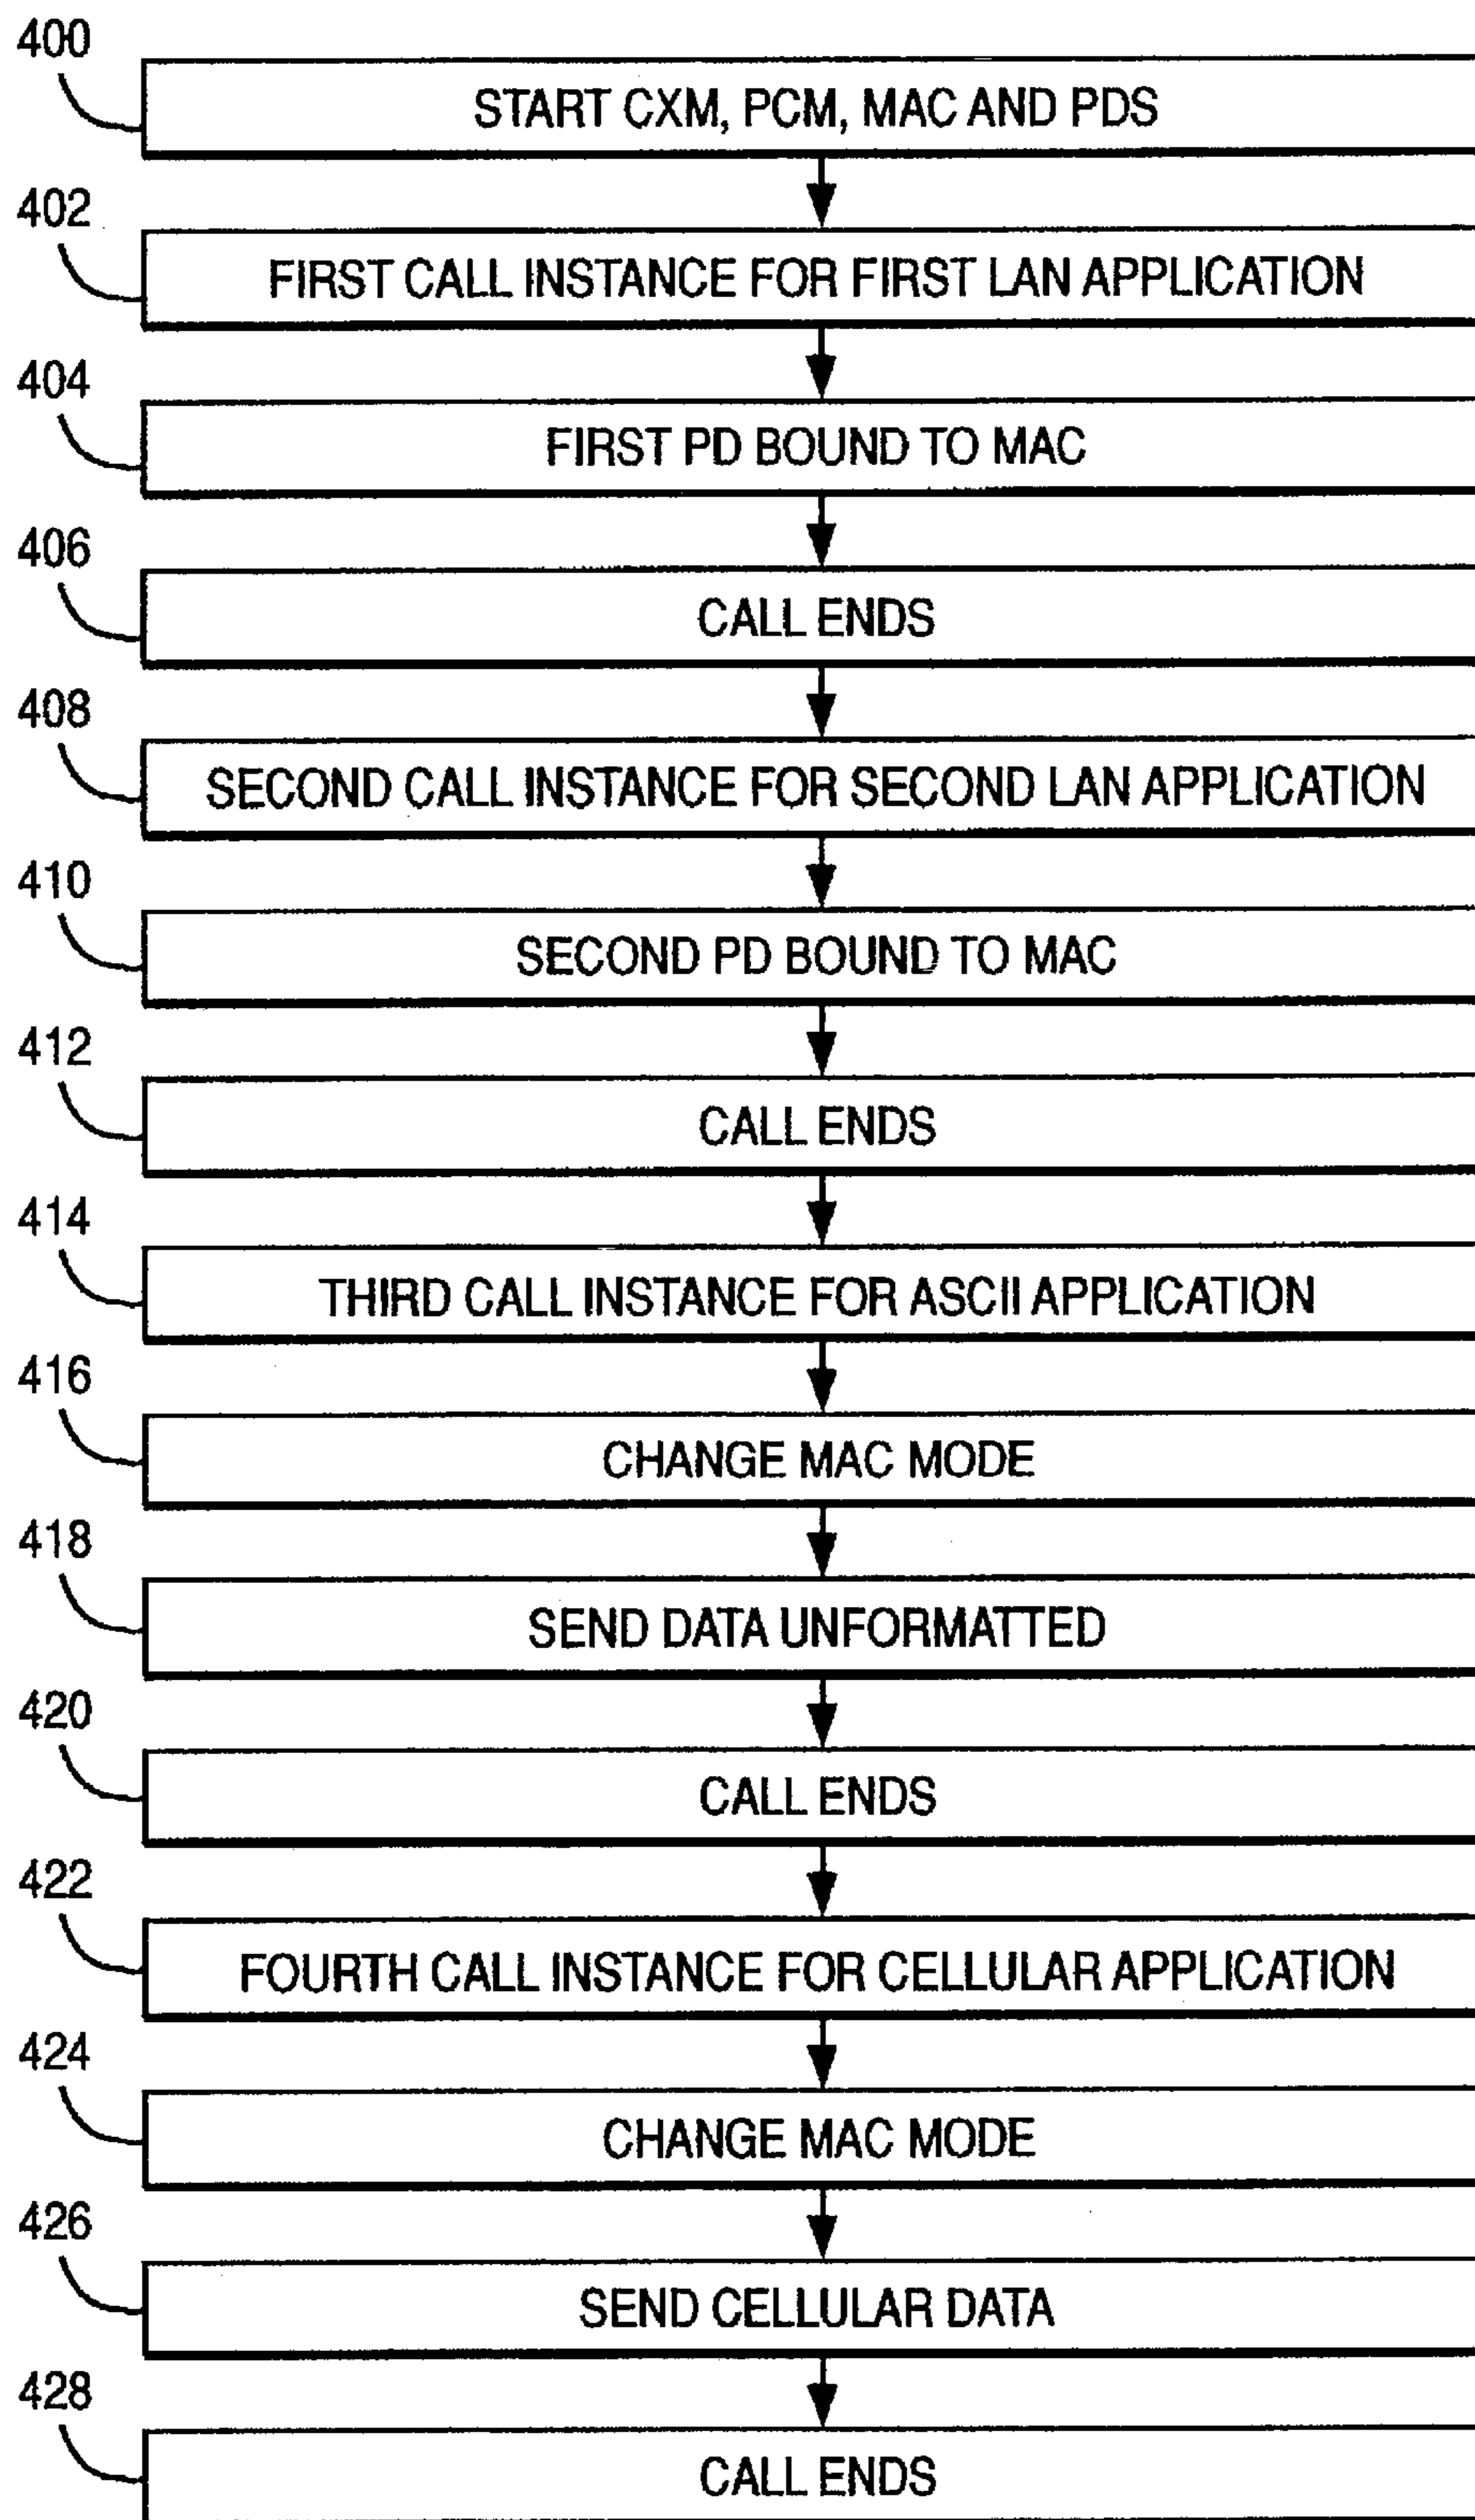 400
START CXM, PCM, MAC AND PDS
402
FIRST CALL INSTANCE FOR FIRST LAN APPLICATION
404
FIRST PD BOUND TO MAC
406
CALL ENDS
408
SECOND CALL INSTANCE FOR SECOND LAN APPLICATION
410
SECOND PD BOUND TO MAC
412
CALL ENDS
414
THIRD CALL INSTANCE FOR ASCII APPLICATION
416
CHANGE MAC MODE
418
SEND DATA UNFORMATTED
420
CALL ENDS
422
FOURTH CALL INSTANCE FOR CELLULAR APPLICATION
424
CHANGE MAC MODE
426
SEND CELLULAR DATA
428
CALL ENDS